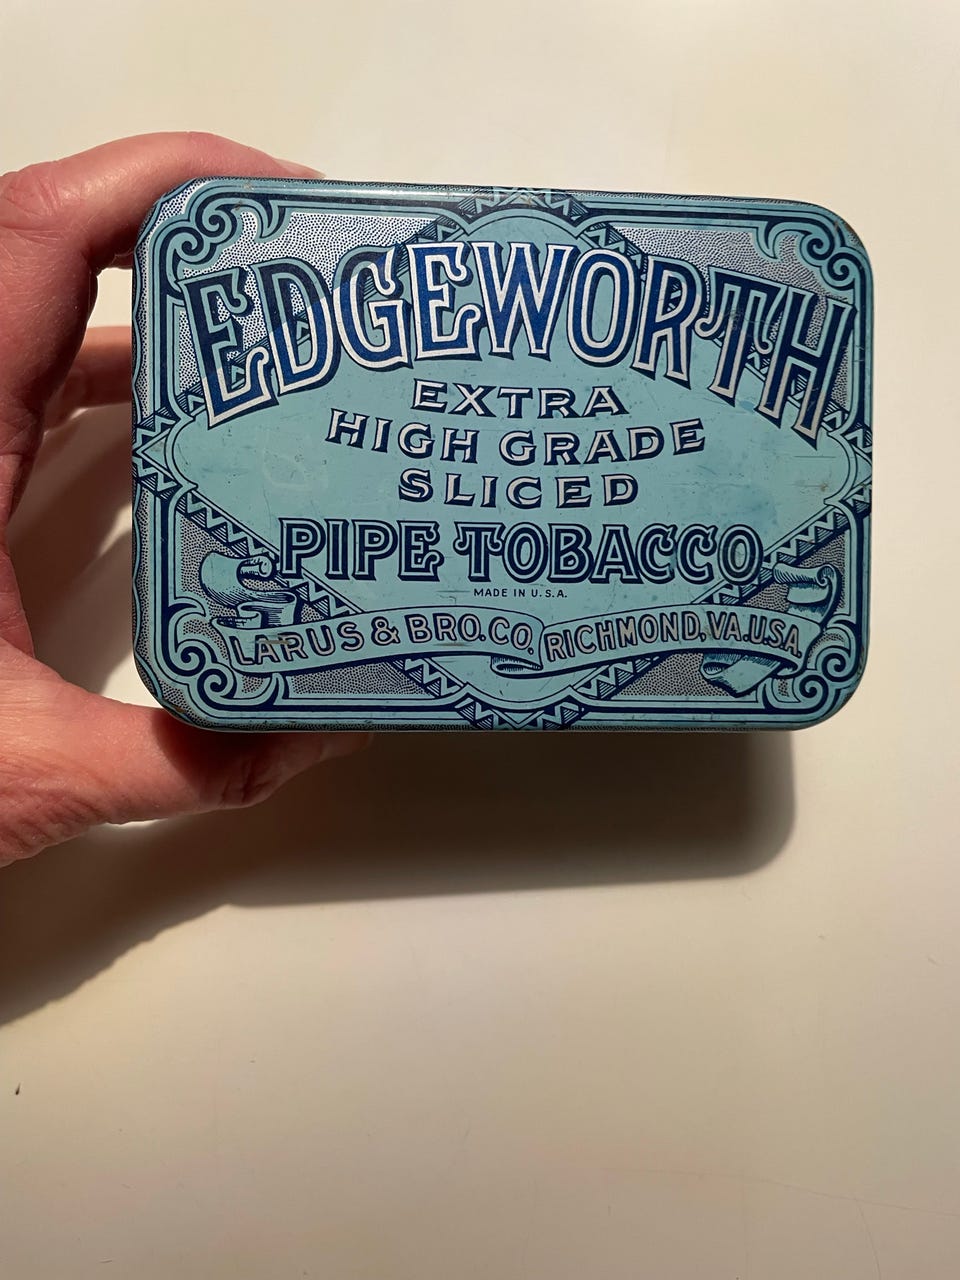 EDGEWORTH
EXTRA
HIGH GRADE
SLICED
PIPE TOBACCO
MADE IN U.S.A.
LARUS & BRO. CO. RICHMOND, VA. U.S.A.